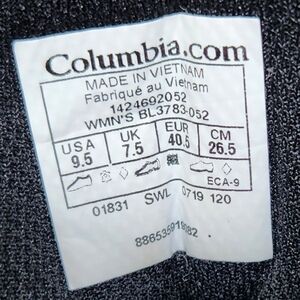 Columbia.com
MADE IN VIETNAM
Fabriqué au Vietnam
1424692052
WMN'S BL3783-052
USA UK EUR CM
9.5 7.5 40.5 26.5
ECA-9
01831 SWL 0719 120